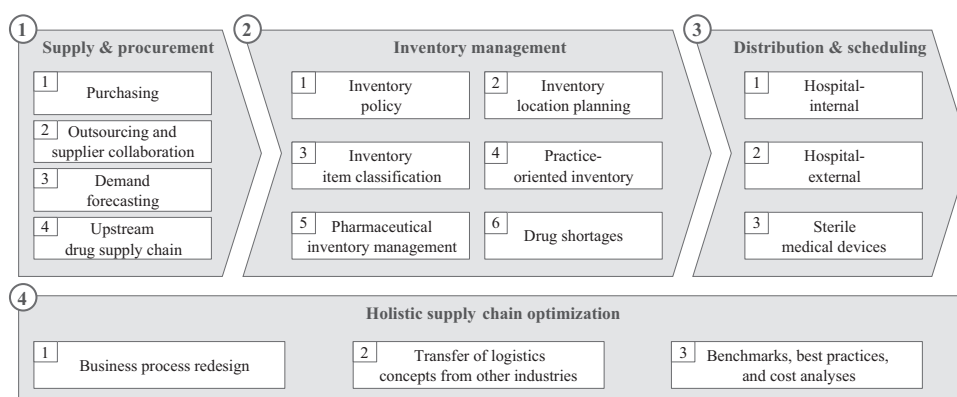 1
Supply & procurement
1
Purchasing
2
Outsourcing and
supplier collaboration
3
Demand
forecasting
4
Upstream
drug supply chain
2
Inventory management
1
Inventory
policy
2
Inventory
location planning
3
Inventory
item classification
4
Practice-
oriented inventory
5
Pharmaceutical
inventory management
6
Drug shortages
3
Distribution & scheduling
1
Hospital-
internal
2
Hospital-
external
3
Sterile
medical devices
4
Holistic supply chain optimization
1
Business process redesign
2
Transfer of logistics
concepts from other industries
3
Benchmarks, best practices,
and cost analyses